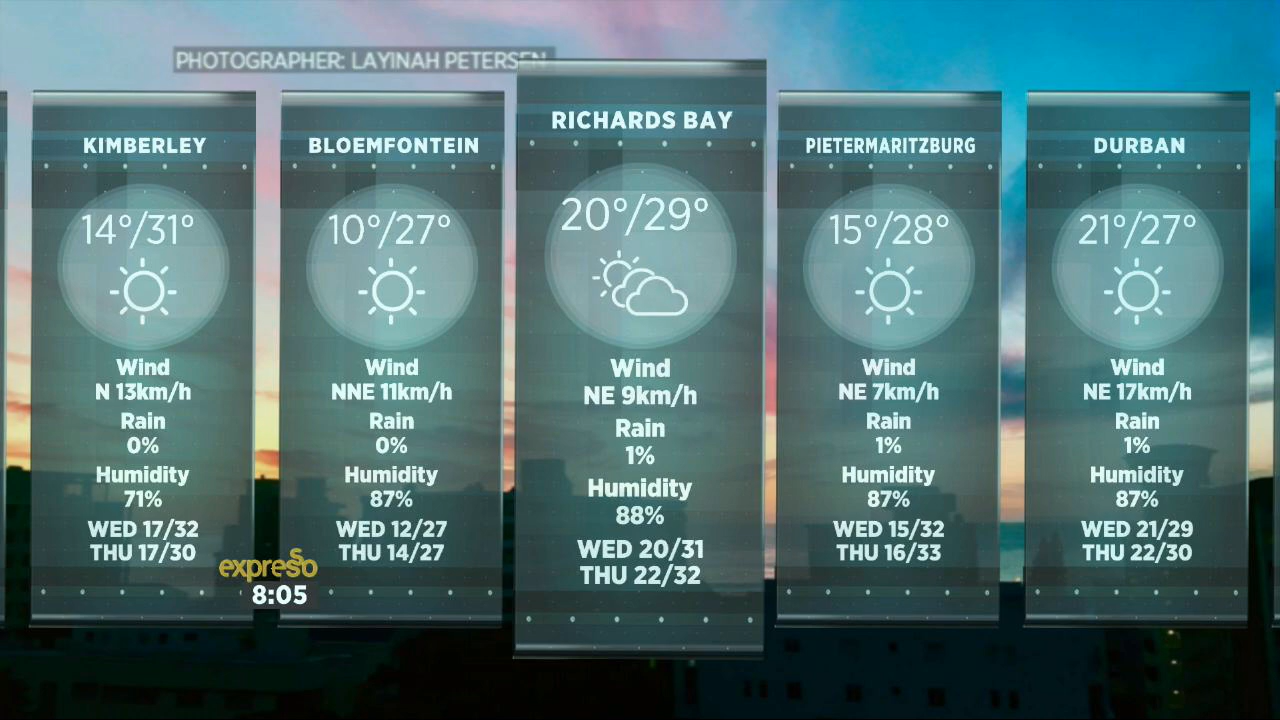 PHOTOGRAPHER: LAYINAH PETERSEN
KIMBERLEY
14°/31°
Wind
N 13km/h
Rain
0%
Humidity
71%
WED 17/32
THU 17/30
BLOEMFONTEIN
10°/27°
Wind
NNE 11km/h
Rain
0%
Humidity
87%
WED 12/27
THU 14/27
RICHARDS BAY
20°/29°
Wind
NE 9km/h
Rain
1%
Humidity
88%
WED 20/31
THU 22/32
PIETERMARITZBURG
15°/28°
Wind
NE 7km/h
Rain
1%
Humidity
87%
WED 15/32
THU 16/33
DURBAN
21°/27°
Wind
NE 17km/h
Rain
1%
Humidity
87%
WED 21/29
THU 22/30
expresso
8:05